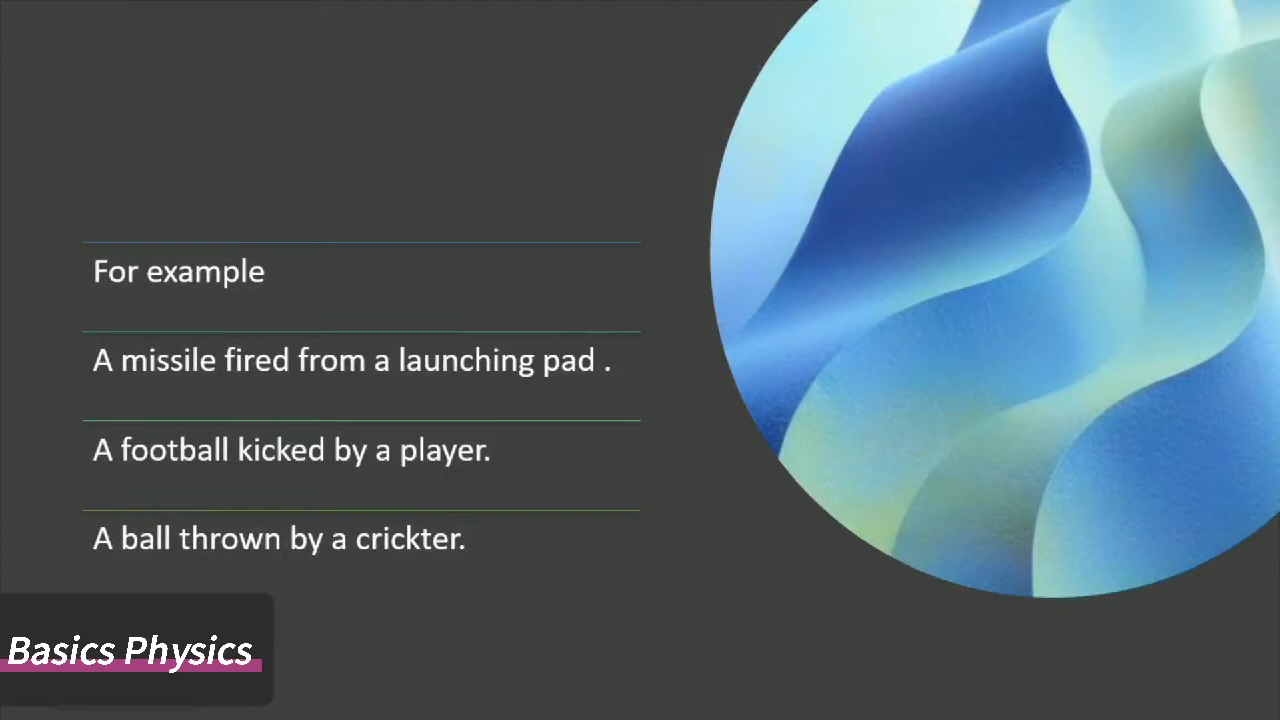 For example
A missile fired from a launching pad .
A football kicked by a player.
A ball thrown by a crickter.
Basics Physics